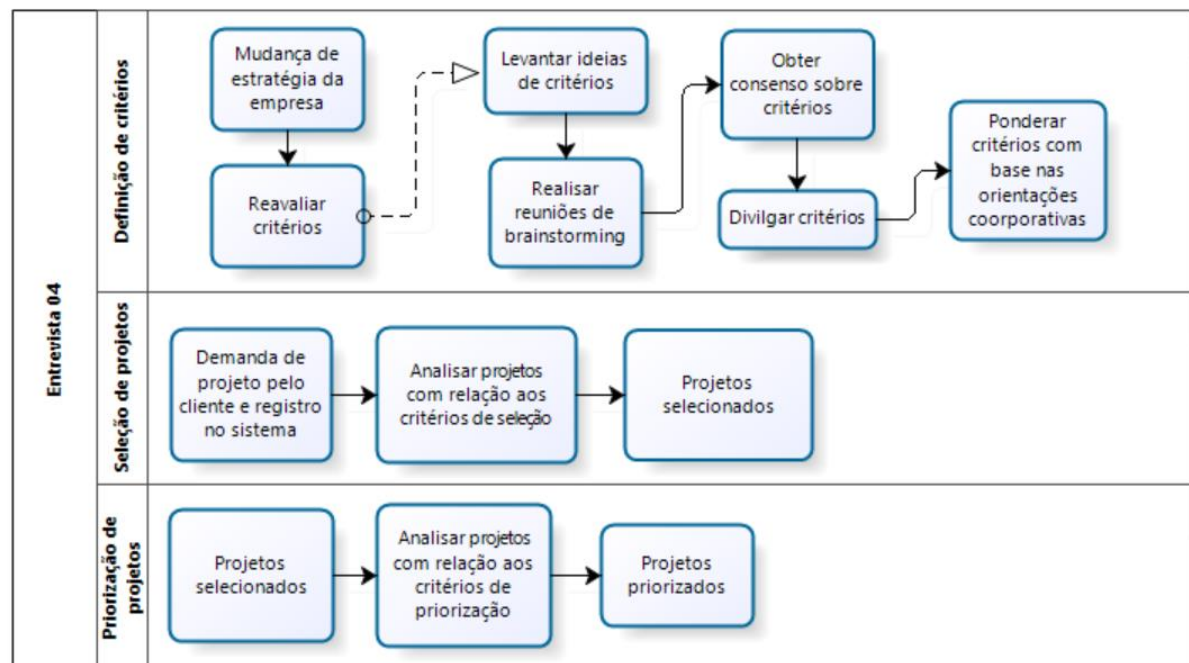 Entrevista 04
Definição de critérios
Mudança de
estratégia da
empresa
Reavaliar
critérios
Levantar ideias
de critérios
Realisar
reuniões de
brainstorming
Obter
consenso sobre
critérios
Divilgar critérios
Ponderar
critérios com
base nas
orientações
coorporativas
Seleção de projetos
Demanda de
projeto pelo
cliente e registro
no sistema
Analisar projetos
com relação aos
critérios de seleção
Projetos
selecionados
Priorização de
projetos
Projetos
selecionados
Analisar projetos
com relação aos
critérios de
priorização
Projetos
priorizados